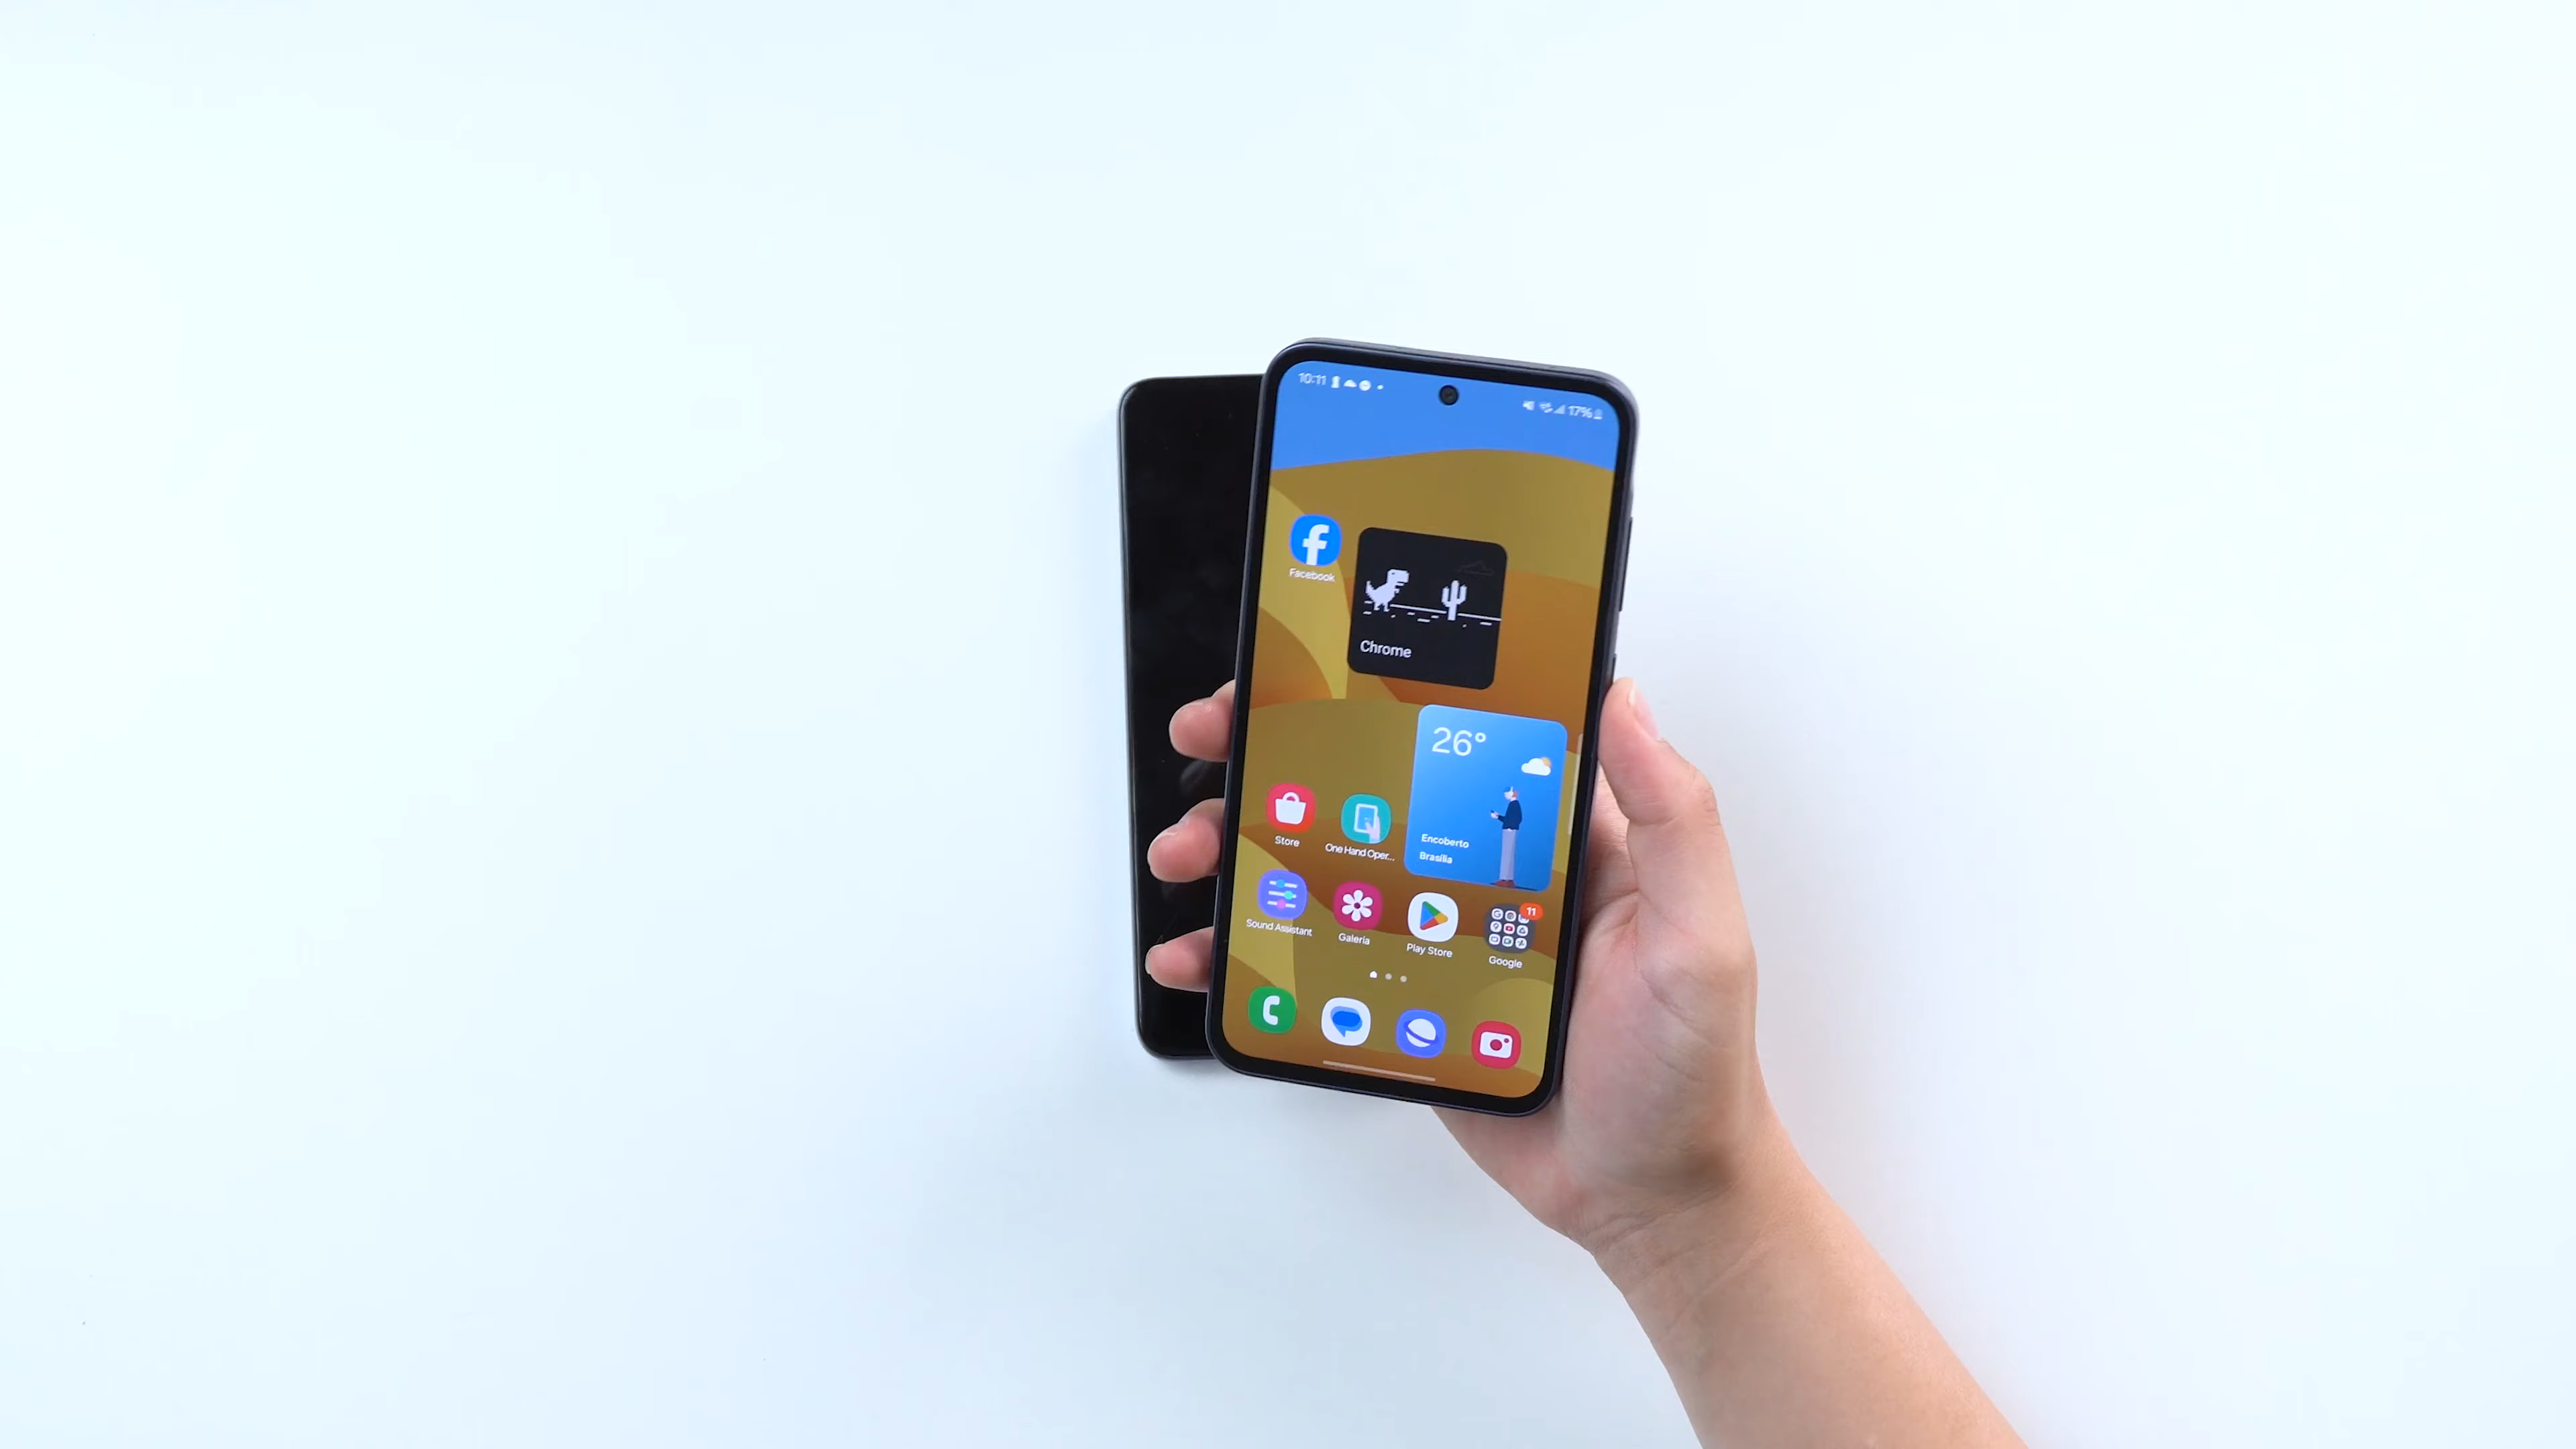 10:11
17%
Facebook
Chrome
26°
Encoberto
Brasília
Store
One Hand Oper...
Sound Assistant
Galeria
Play Store
11
Google